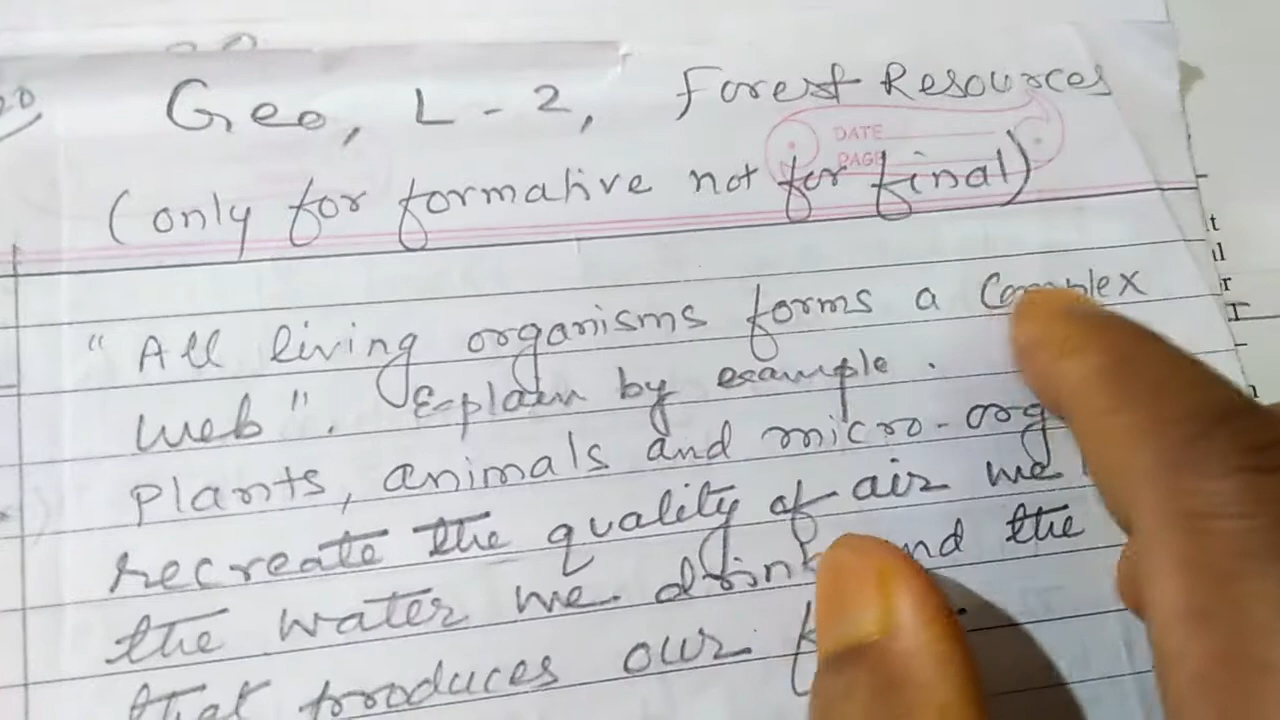 20
Geo, L - 2, Forest Resources
DATE
PAGE
(only for formative not for final)
"All living organisms forms a Complex
web". Explain by example.
Plants, animals and micro-org
recreate the quality of air we
the water we drink and the
that produces our